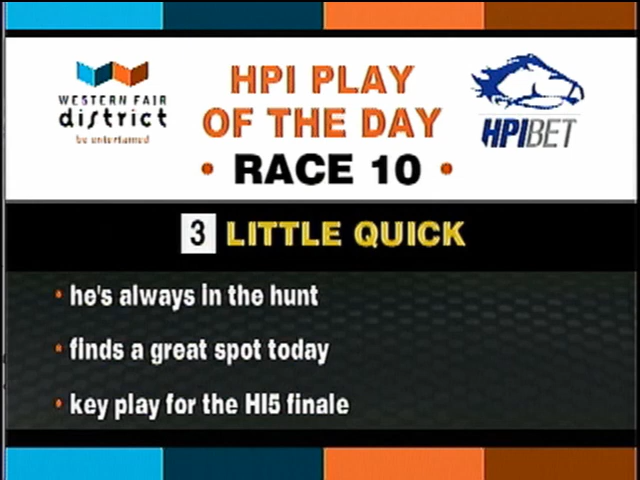 WESTERN FAIR
district
be entertained
HPI PLAY
OF THE DAY
• RACE 10 •
HPIBET
3 LITTLE QUICK
• he's always in the hunt
• finds a great spot today
• key play for the HI5 finale